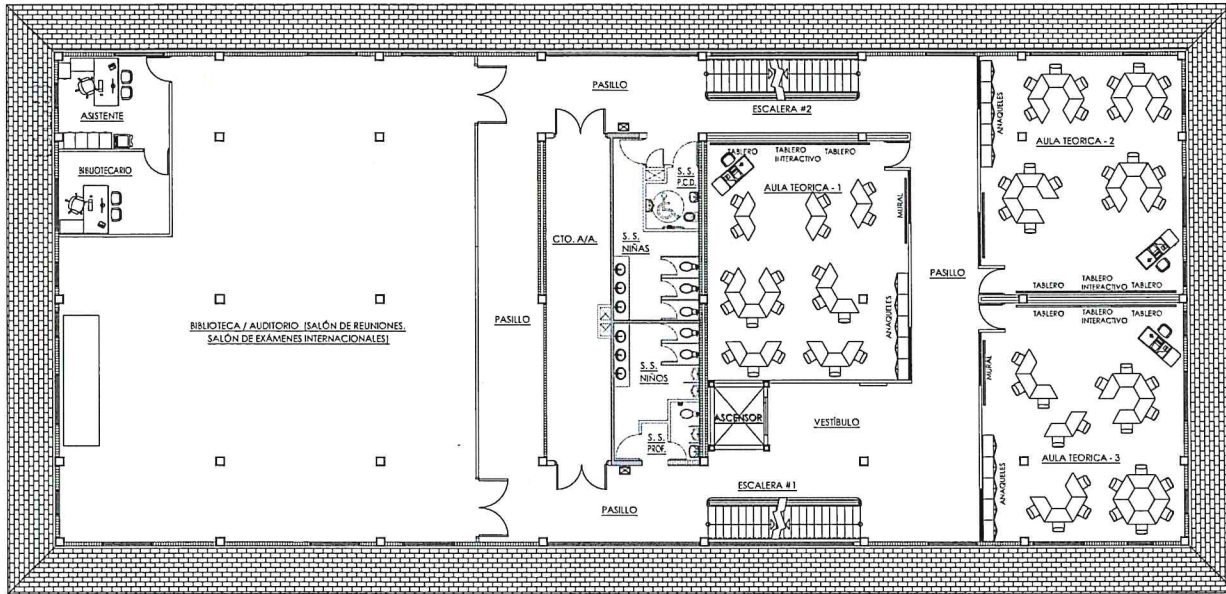 ASISTENTE
BIBLIOTECARIO
BIBLIOTECA / AUDITORIO (SALÓN DE REUNIONES,
SALÓN DE EXÁMENES INTERNACIONALES)
PASILLO
PASILLO
PASILLO
CTO. A/A.
S. S.
NIÑAS
S. S.
P.C.D.
S. S.
NIÑOS
S. S.
PROF.
ESCALERA #2
TABLERO
TABLERO
INTERACTIVO
TABLERO
AULA TEORICA - 1
MURAL
ANAQUELES
ASCENSOR
VESTÍBULO
ESCALERA #1
PASILLO
ANAQUELES
AULA TEORICA - 2
TABLERO
TABLERO
INTERACTIVO
TABLERO
TABLERO
TABLERO
INTERACTIVO
TABLERO
MURAL
AULA TEORICA - 3
ANAQUELES